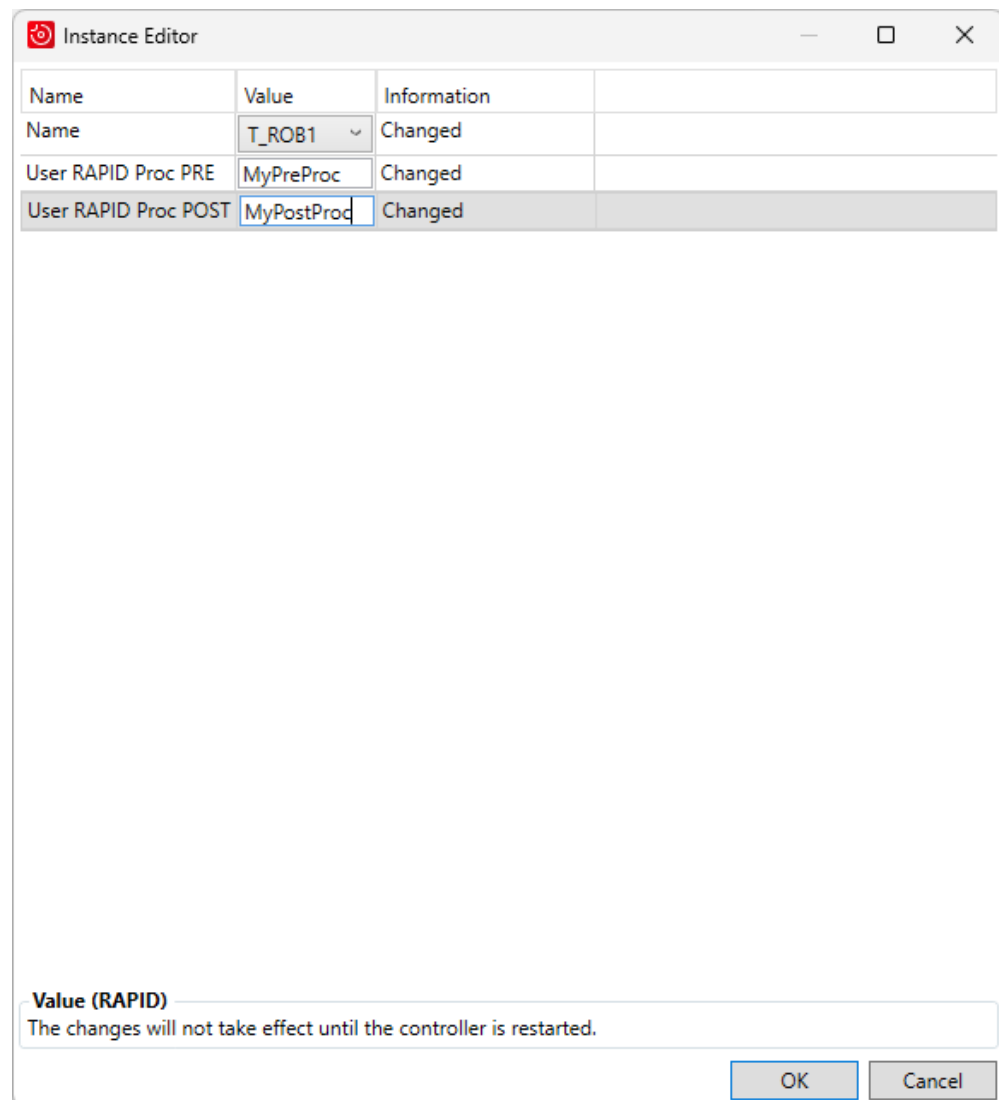 Instance Editor
Name Value Information
Name T_ROB1 Changed
User RAPID Proc PRE MyPreProc Changed
User RAPID Proc POST MyPostProc Changed
Value (RAPID)
The changes will not take effect until the controller is restarted.
OK Cancel